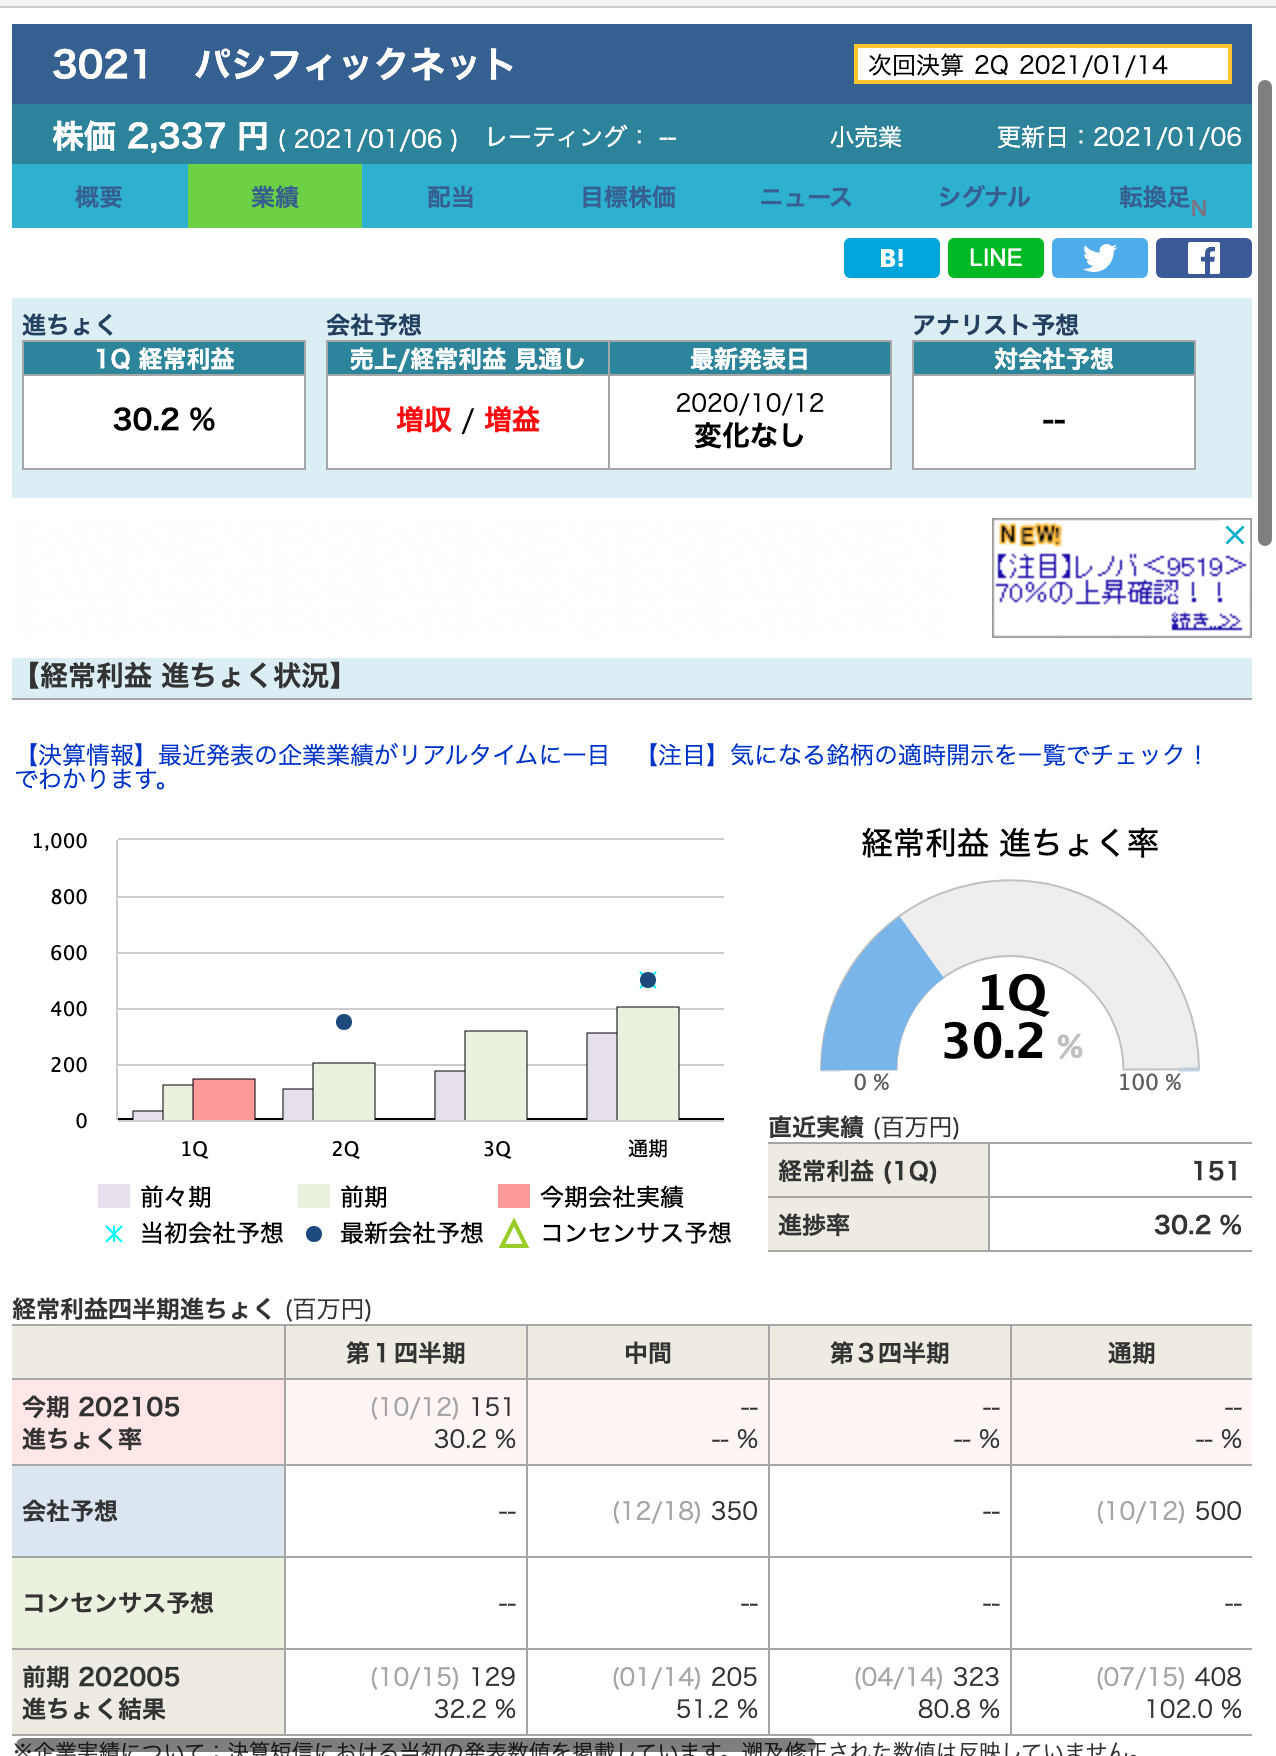 3021　パシフィックネット
次回決算 2Q 2021/01/14
株価 2,337 円 ( 2021/01/06 ) レーティング： -- 小売業 更新日：2021/01/06
概要 業績 配当 目標株価 ニュース シグナル 転換足N
B! LINE
進ちょく 会社予想 アナリスト予想
1Q 経常利益 売上/経常利益 見通し 最新発表日 対会社予想
30.2 % 増収 / 増益 2020/10/12 --
変化なし
NEW!
【注目】レノバ<9519>
70%の上昇確認！！
続き..>>
【経常利益 進ちょく状況】
【決算情報】最近発表の企業業績がリアルタイムに一目
でわかります。
【注目】気になる銘柄の適時開示を一覧でチェック！
1,000
800
600
400
200
0
1Q 2Q 3Q 通期
前々期 前期 今期会社実績
当初会社予想 最新会社予想 コンセンサス予想
経常利益 進ちょく率
1Q
30.2 %
0 % 100 %
直近実績 (百万円)
経常利益 (1Q) 151
進捗率 30.2 %
経常利益四半期進ちょく (百万円)
第１四半期 中間 第３四半期 通期
今期 202105 (10/12) 151 -- -- --
進ちょく率 30.2 % -- % -- % -- %
会社予想 -- (12/18) 350 -- (10/12) 500
コンセンサス予想 -- -- -- --
前期 202005 (10/15) 129 (01/14) 205 (04/14) 323 (07/15) 408
進ちょく結果 32.2 % 51.2 % 80.8 % 102.0 %
※企業実績について：決算短信における当初の発表数値を掲載しています。遡及修正された数値は反映していません。